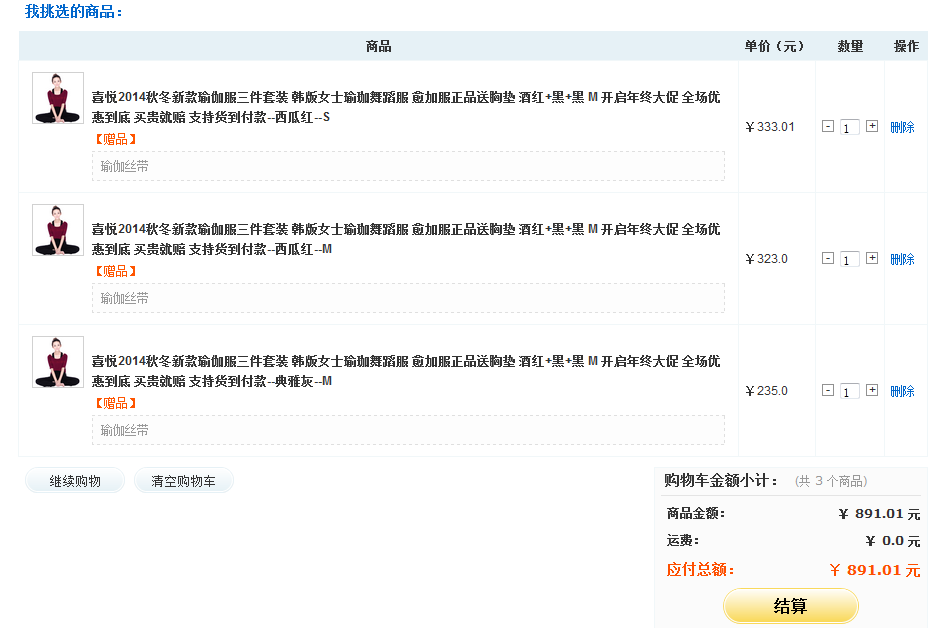 我挑选的商品：
商品 单价（元） 数量 操作
喜悦2014秋冬新款瑜伽服三件套装 韩版女士瑜珈舞蹈服 愈加服正品送胸垫 酒红+黑+黑 M 开启年终大促 全场优
惠到底 买贵就赔 支持货到付款--西瓜红--S
￥333.01 - 1 + 删除
【赠品】
瑜伽丝带
喜悦2014秋冬新款瑜伽服三件套装 韩版女士瑜珈舞蹈服 愈加服正品送胸垫 酒红+黑+黑 M 开启年终大促 全场优
惠到底 买贵就赔 支持货到付款--西瓜红--M
￥323.0 - 1 + 删除
【赠品】
瑜伽丝带
喜悦2014秋冬新款瑜伽服三件套装 韩版女士瑜珈舞蹈服 愈加服正品送胸垫 酒红+黑+黑 M 开启年终大促 全场优
惠到底 买贵就赔 支持货到付款--典雅灰--M
￥235.0 - 1 + 删除
【赠品】
瑜伽丝带
继续购物 清空购物车
购物车金额小计： (共 3 个商品)
商品金额： ￥ 891.01 元
运费： ￥ 0.0 元
应付总额： ￥ 891.01 元
结算